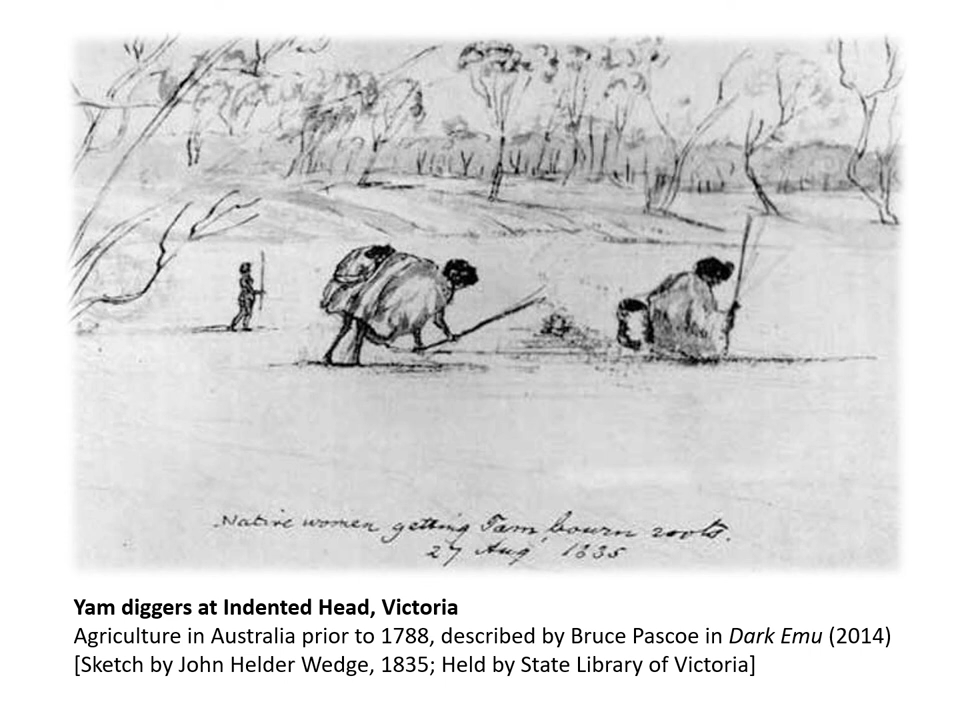 Native women getting Tam bourn roots.
27 Aug 1835
Yam diggers at Indented Head, Victoria
Agriculture in Australia prior to 1788, described by Bruce Pascoe in Dark Emu (2014)
[Sketch by John Helder Wedge, 1835; Held by State Library of Victoria]